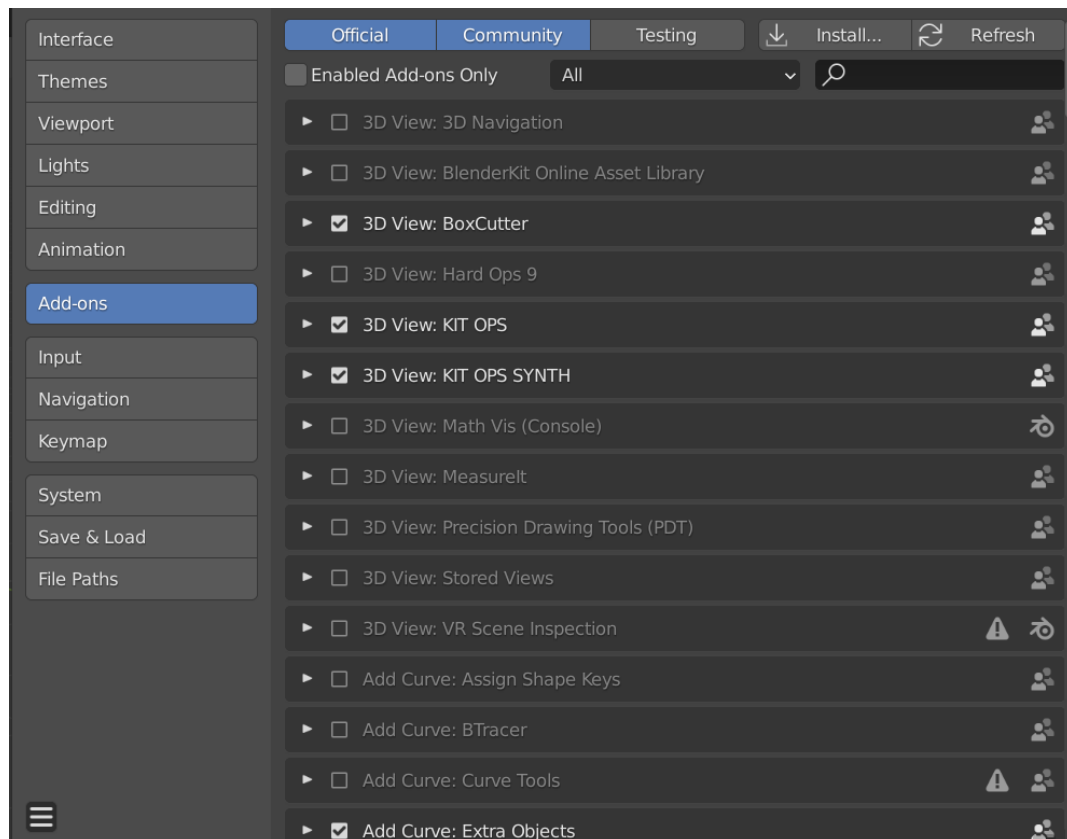 Interface
Themes
Viewport
Lights
Editing
Animation
Add-ons
Input
Navigation
Keymap
System
Save & Load
File Paths
Official Community Testing Install... Refresh
Enabled Add-ons Only All
3D View: 3D Navigation
3D View: BlenderKit Online Asset Library
3D View: BoxCutter
3D View: Hard Ops 9
3D View: KIT OPS
3D View: KIT OPS SYNTH
3D View: Math Vis (Console)
3D View: MeasureIt
3D View: Precision Drawing Tools (PDT)
3D View: Stored Views
3D View: VR Scene Inspection
Add Curve: Assign Shape Keys
Add Curve: BTracer
Add Curve: Curve Tools
Add Curve: Extra Objects